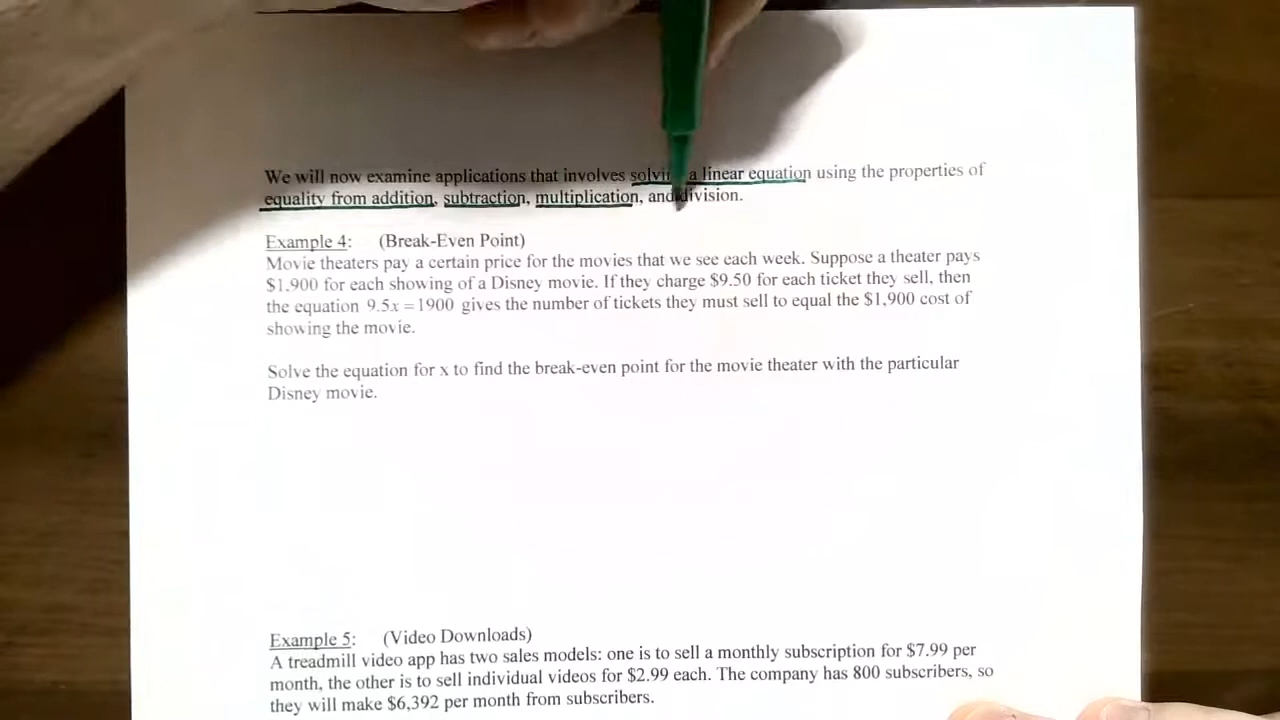 We will now examine applications that involves solving a linear equation using the properties of
equality from addition, subtraction, multiplication, and division.
Example 4: (Break-Even Point)
Movie theaters pay a certain price for the movies that we see each week. Suppose a theater pays
$1,900 for each showing of a Disney movie. If they charge $9.50 for each ticket they sell, then
the equation 9.5x = 1900 gives the number of tickets they must sell to equal the $1,900 cost of
showing the movie.
Solve the equation for x to find the break-even point for the movie theater with the particular
Disney movie.
Example 5: (Video Downloads)
A treadmill video app has two sales models: one is to sell a monthly subscription for $7.99 per
month, the other is to sell individual videos for $2.99 each. The company has 800 subscribers, so
they will make $6,392 per month from subscribers.